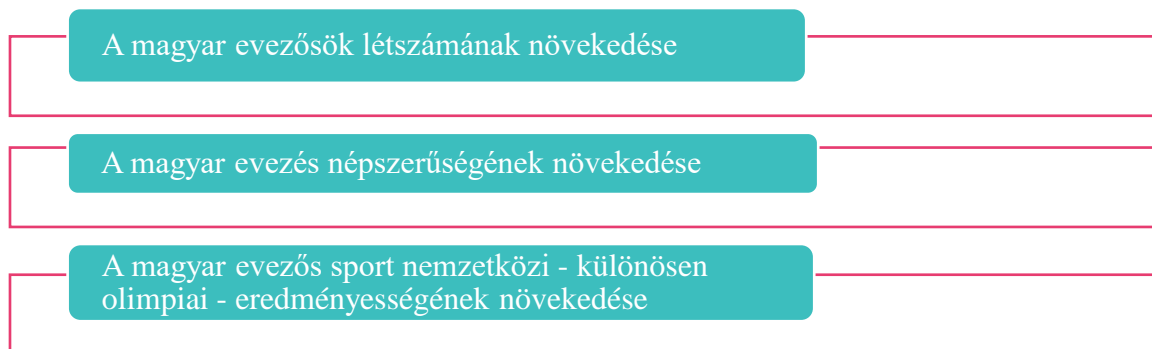 A magyar evezősök létszámának növekedése
A magyar evezés népszerűségének növekedése
A magyar evezős sport nemzetközi - különösen
olimpiai - eredményességének növekedése